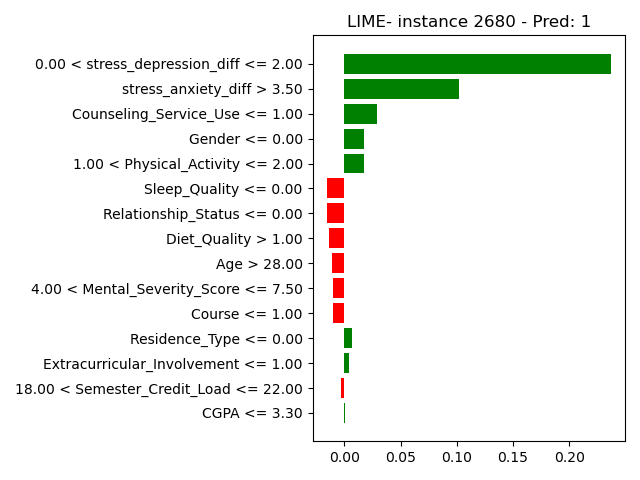 LIME- instance 2680 - Pred: 1
0.00 < stress_depression_diff <= 2.00
stress_anxiety_diff > 3.50
Counseling_Service_Use <= 1.00
Gender <= 0.00
1.00 < Physical_Activity <= 2.00
Sleep_Quality <= 0.00
Relationship_Status <= 0.00
Diet_Quality > 1.00
Age > 28.00
4.00 < Mental_Severity_Score <= 7.50
Course <= 1.00
Residence_Type <= 0.00
Extracurricular_Involvement <= 1.00
18.00 < Semester_Credit_Load <= 22.00
CGPA <= 3.30
0.00 0.05 0.10 0.15 0.20